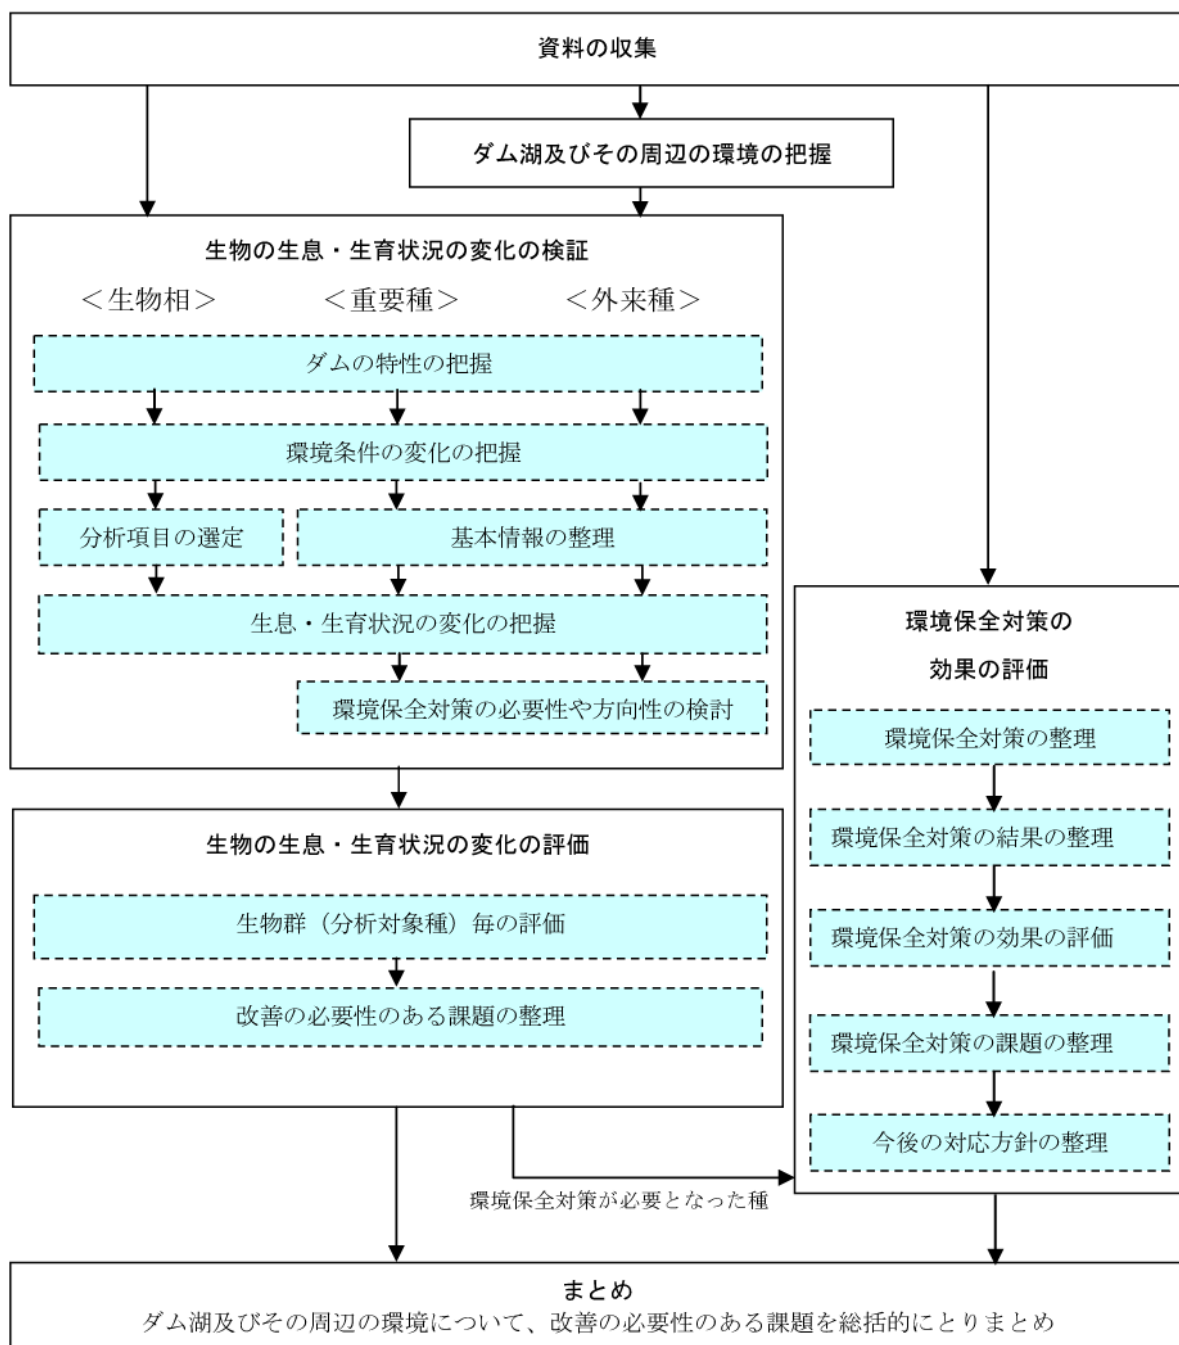 資料の収集
ダム湖及びその周辺の環境の把握
生物の生息・生育状況の変化の検証
＜生物相＞ ＜重要種＞ ＜外来種＞
ダムの特性の把握
環境条件の変化の把握
分析項目の選定
基本情報の整理
生息・生育状況の変化の把握
環境保全対策の必要性や方向性の検討
生物の生息・生育状況の変化の評価
生物群（分析対象種）毎の評価
改善の必要性のある課題の整理
環境保全対策が必要となった種
環境保全対策の
効果の評価
環境保全対策の整理
環境保全対策の結果の整理
環境保全対策の効果の評価
環境保全対策の課題の整理
今後の対応方針の整理
まとめ
ダム湖及びその周辺の環境について、改善の必要性のある課題を総括的にとりまとめ